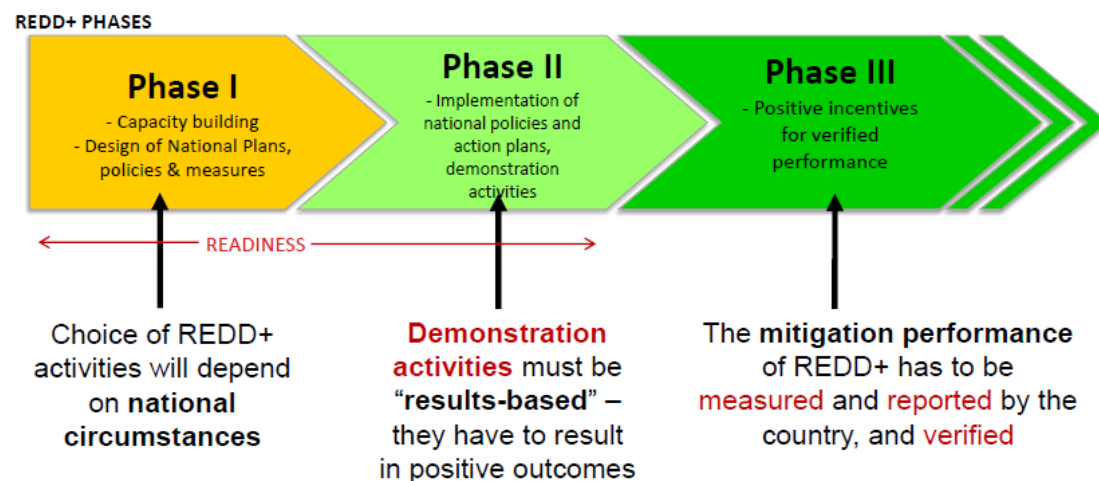 REDD+ PHASES
Phase I
- Capacity building
- Design of National Plans,
policies & measures
Phase II
- Implementation of
national policies and
action plans,
demonstration
activities
Phase III
- Positive incentives
for verified
performance
READINESS
Choice of REDD+
activities will depend
on national
circumstances
Demonstration
activities must be
“results-based” –
they have to result
in positive outcomes
The mitigation performance
of REDD+ has to be
measured and reported by the
country, and verified